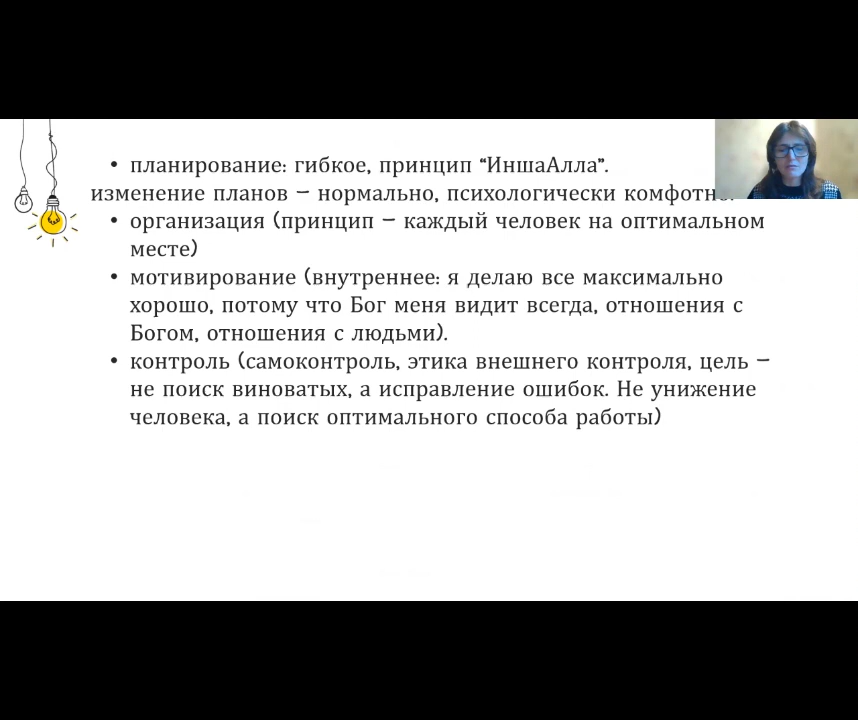 • планирование: гибкое, принцип “ИншаАлла”.
изменение планов – нормально, психологически комфотно.
• организация (принцип – каждый человек на оптимальном
месте)
• мотивирование (внутреннее: я делаю все максимально
хорошо, потому что Бог меня видит всегда, отношения с
Богом, отношения с людьми).
• контроль (самоконтроль, этика внешнего контроля, цель –
не поиск виноватых, а исправление ошибок. Не унижение
человека, а поиск оптимального способа работы)